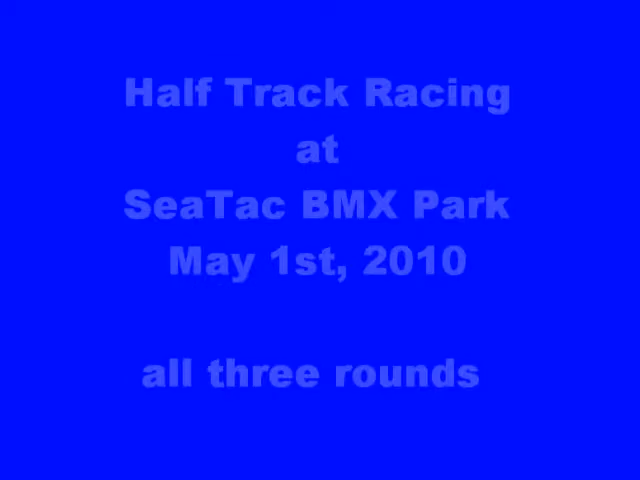 Half Track Racing
at
SeaTac BMX Park
May 1st, 2010
all three rounds